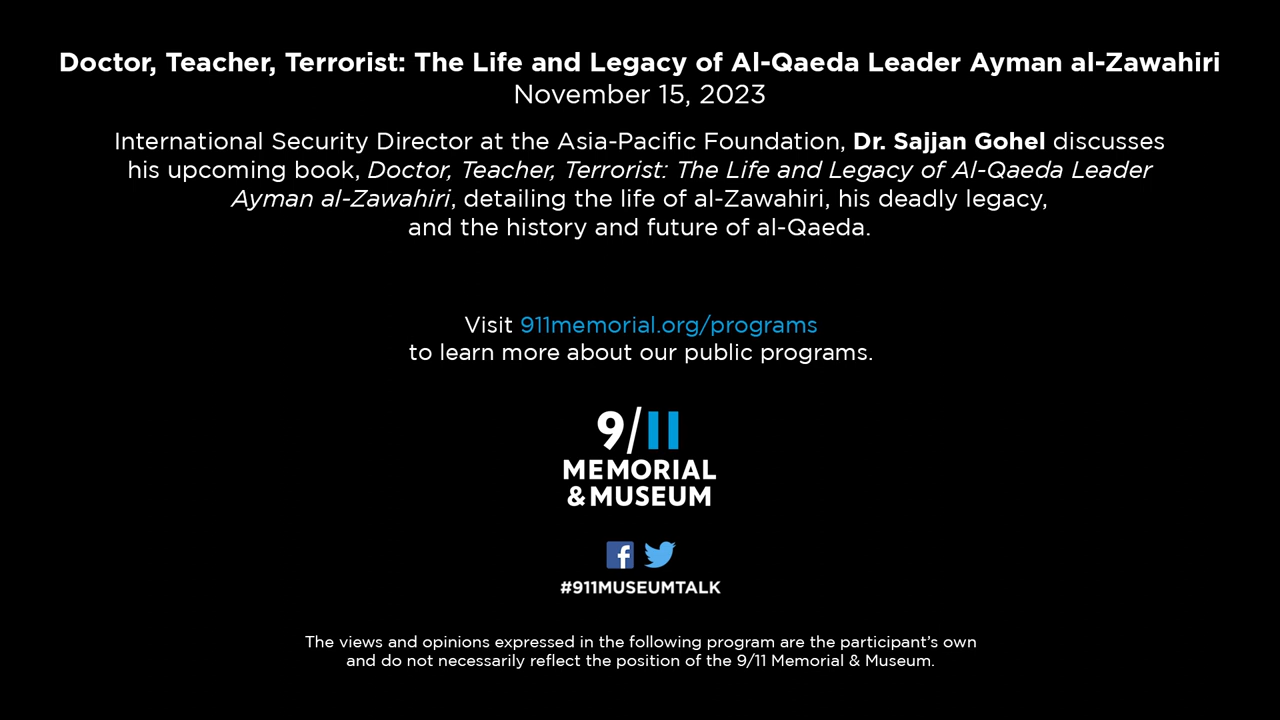 Doctor, Teacher, Terrorist: The Life and Legacy of Al-Qaeda Leader Ayman al-Zawahiri
November 15, 2023
International Security Director at the Asia-Pacific Foundation, Dr. Sajjan Gohel discusses
his upcoming book, Doctor, Teacher, Terrorist: The Life and Legacy of Al-Qaeda Leader
Ayman al-Zawahiri, detailing the life of al-Zawahiri, his deadly legacy,
and the history and future of al-Qaeda.
Visit 911memorial.org/programs
to learn more about our public programs.
9/11
MEMORIAL
& MUSEUM
#911MUSEUMTALK
The views and opinions expressed in the following program are the participant’s own
and do not necessarily reflect the position of the 9/11 Memorial & Museum.